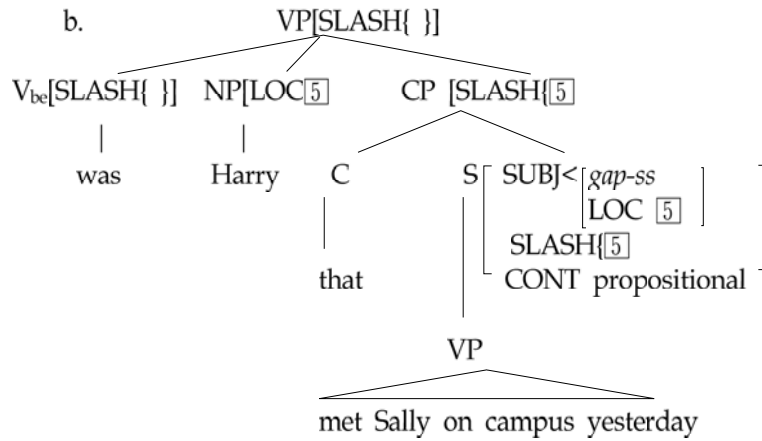 b. VP[SLASH{ }]
V_be[SLASH{ }] NP[LOC 5 CP [SLASH{ 5
was Harry C S SUBJ< gap-ss
LOC 5
SLASH{ 5
that CONT propositional
VP
met Sally on campus yesterday